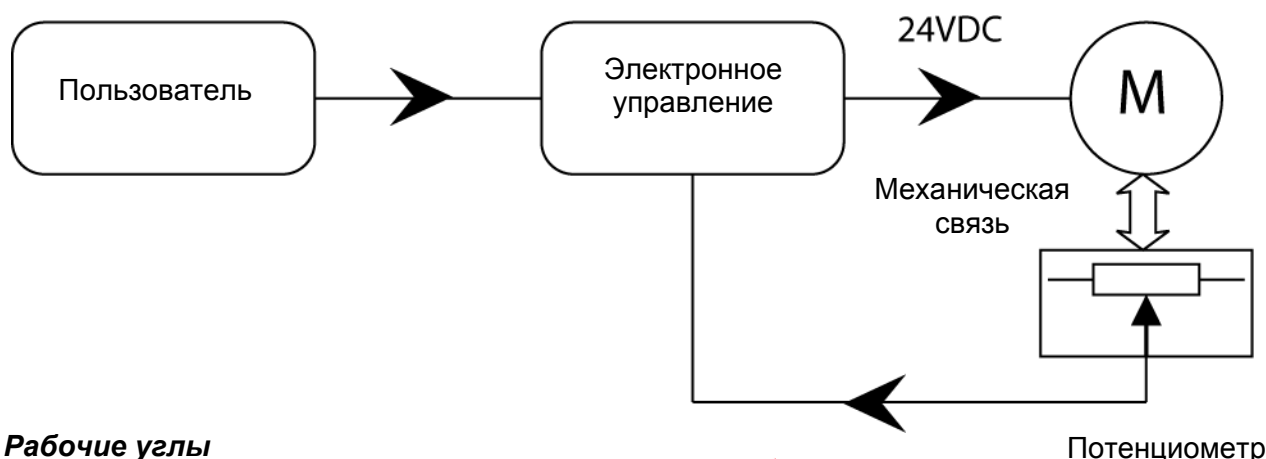 24VDC
Пользователь
Электронное
управление
M
Механическая
связь
Рабочие углы
Потенциометр